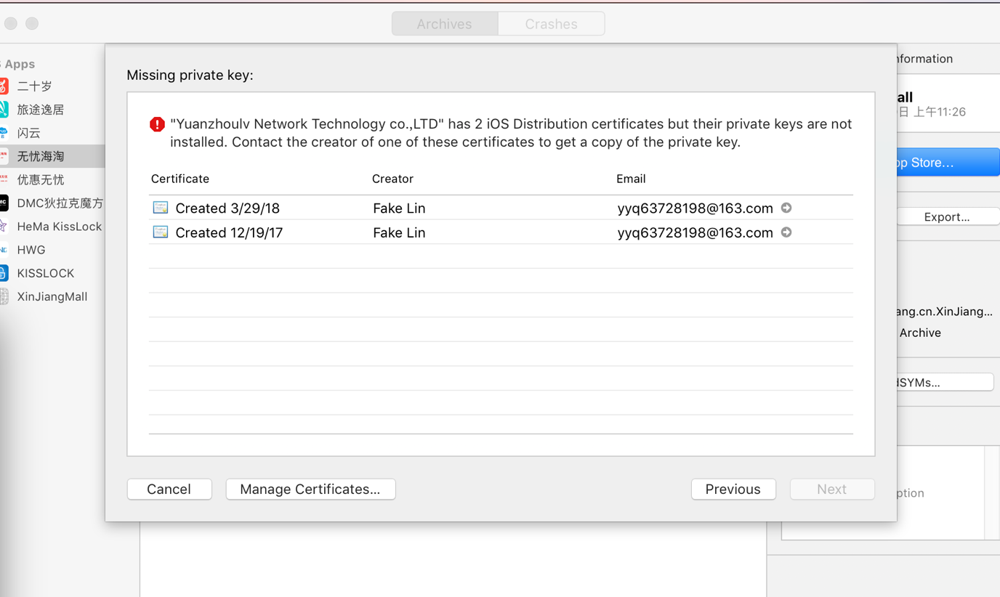 Archives
Crashes
Apps
二十岁
旅途逸居
闪云
无忧海淘
优惠无忧
DMC狄拉克魔方
HeMa KissLock
HWG
KISSLOCK
XinJiangMall
Missing private key:
"Yuanzhoulv Network Technology co.,LTD" has 2 iOS Distribution certificates but their private keys are not
installed. Contact the creator of one of these certificates to get a copy of the private key.
Certificate Creator Email
Created 3/29/18 Fake Lin yyq63728198@163.com
Created 12/19/17 Fake Lin yyq63728198@163.com
Cancel
Manage Certificates...
Previous
Next
nformation
all
日 上午11:26
pp Store...
Export...
ang.cn.XinJiang...
Archive
dSYMs...
ption